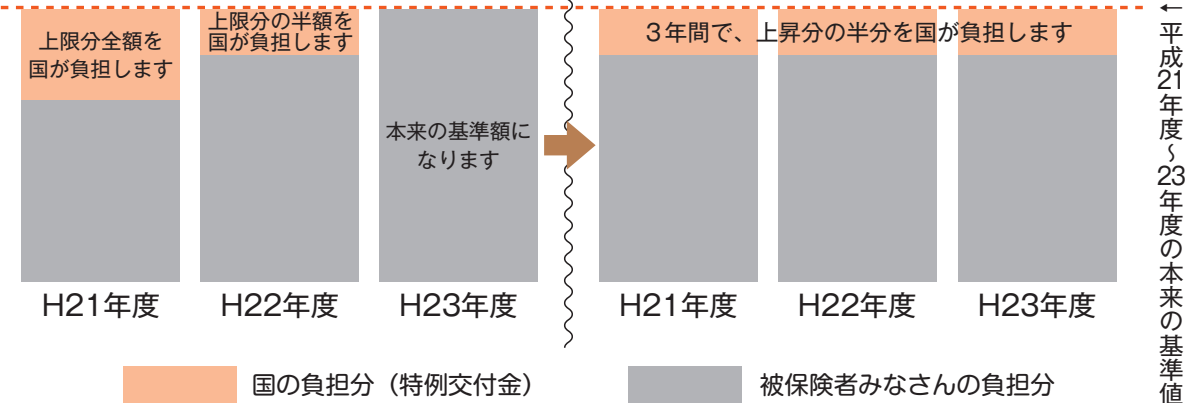 上限分全額を
国が負担します
上限分の半額を
国が負担します
本来の基準額に
なります
３年間で、上昇分の半分を国が負担します
←平成21年度～23年度の本来の基準値
H21年度
H22年度
H23年度
H21年度
H22年度
H23年度
国の負担分（特例交付金）
被保険者みなさんの負担分